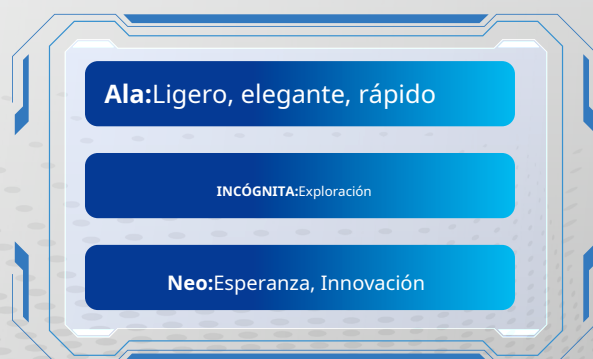 Ala:Ligero, elegante, rápido
INCÓGNITA:Exploración
Neo:Esperanza, Innovación